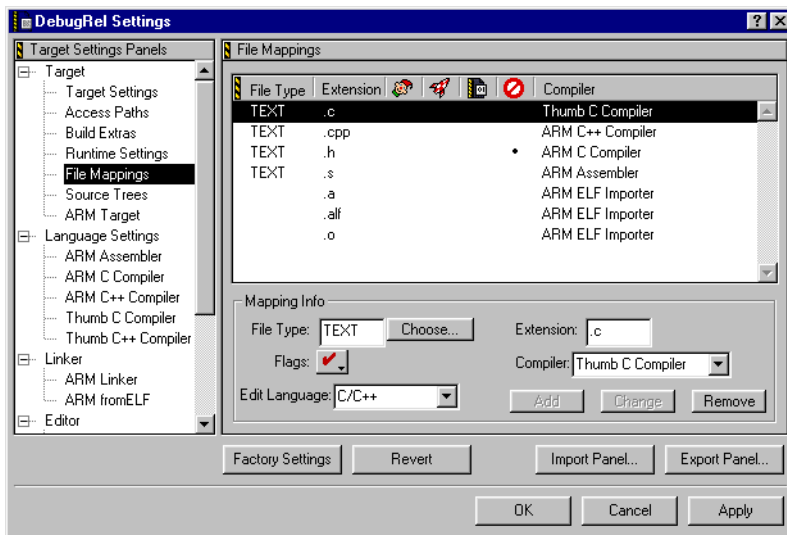 DebugRel Settings
Target Settings Panels
Target
Target Settings
Access Paths
Build Extras
Runtime Settings
File Mappings
Source Trees
ARM Target
Language Settings
ARM Assembler
ARM C Compiler
ARM C++ Compiler
Thumb C Compiler
Thumb C++ Compiler
Linker
ARM Linker
ARM fromELF
Editor
File Mappings
File Type Extension Compiler
TEXT .c Thumb C Compiler
TEXT .cpp ARM C++ Compiler
TEXT .h • ARM C Compiler
TEXT .s ARM Assembler
.a ARM ELF Importer
.alf ARM ELF Importer
.o ARM ELF Importer
Mapping Info
File Type: TEXT Choose... Extension: .c
Flags: Compiler: Thumb C Compiler
Edit Language: C/C++ Add Change Remove
Factory Settings Revert Import Panel... Export Panel...
OK Cancel Apply